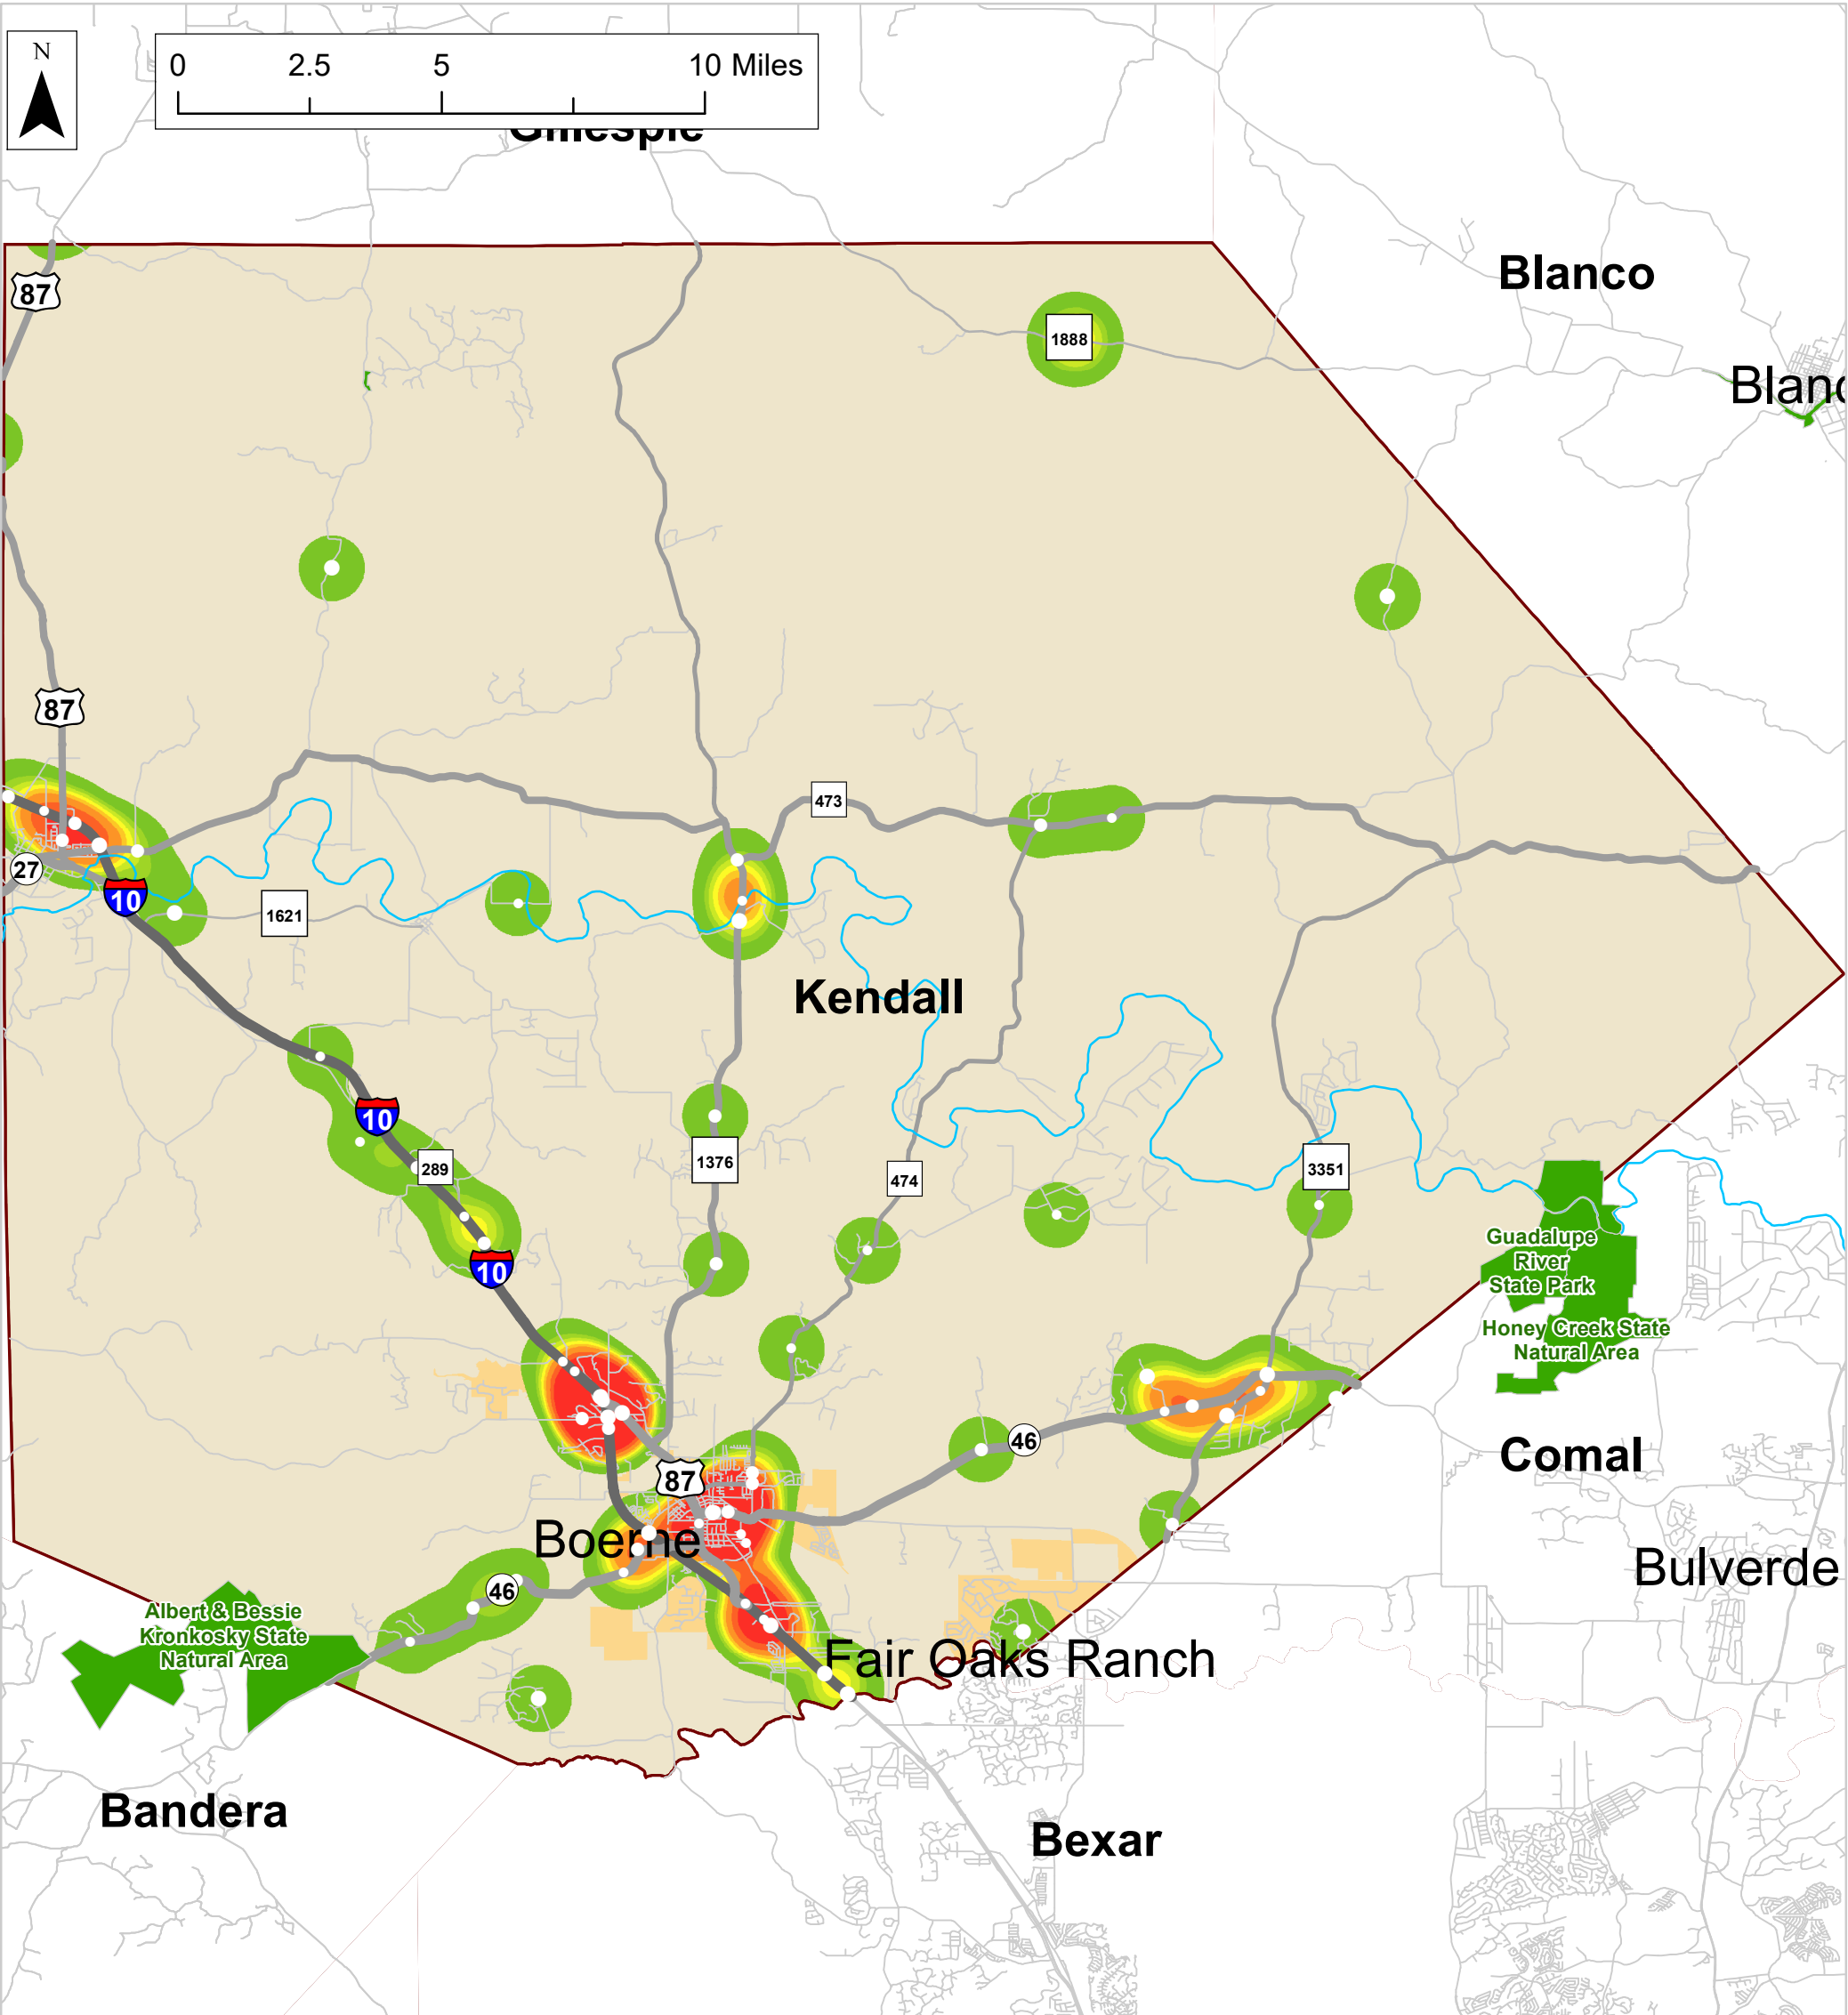 N
0 2.5 5 10 Miles
Gillespie
87
Blanco
1888
Blanc
87
473
27
10
1621
Kendall
10
289
1376
474
3351
10
Guadalupe
River
State Park
Honey Creek State
Natural Area
46
Comal
87
Boerne
Bulverde
46
Albert & Bessie
Kronkosky State
Natural Area
Fair Oaks Ranch
Bandera
Bexar